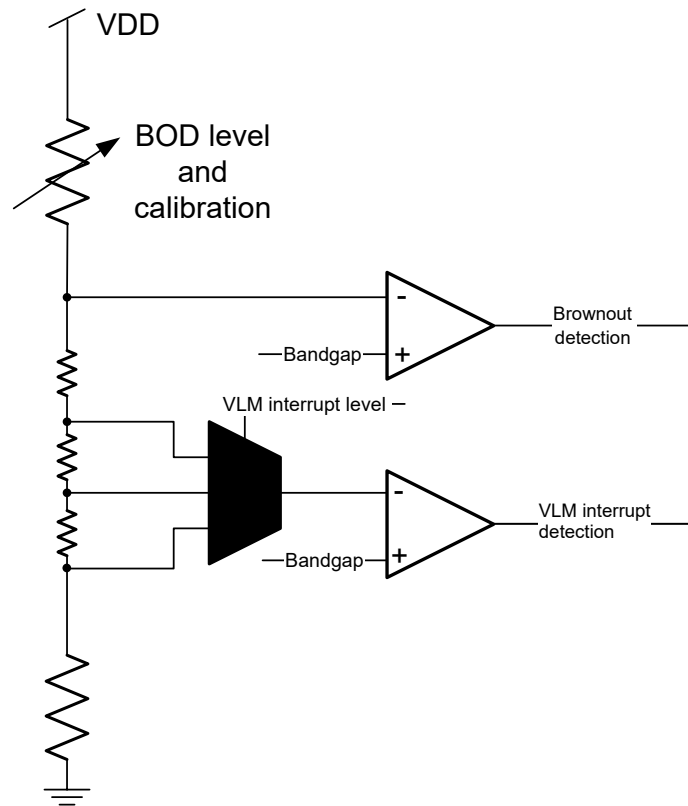 VDD
BOD level
and
calibration
-
Brownout
detection
Bandgap
+
VLM interrupt level
-
VLM interrupt
detection
Bandgap
+